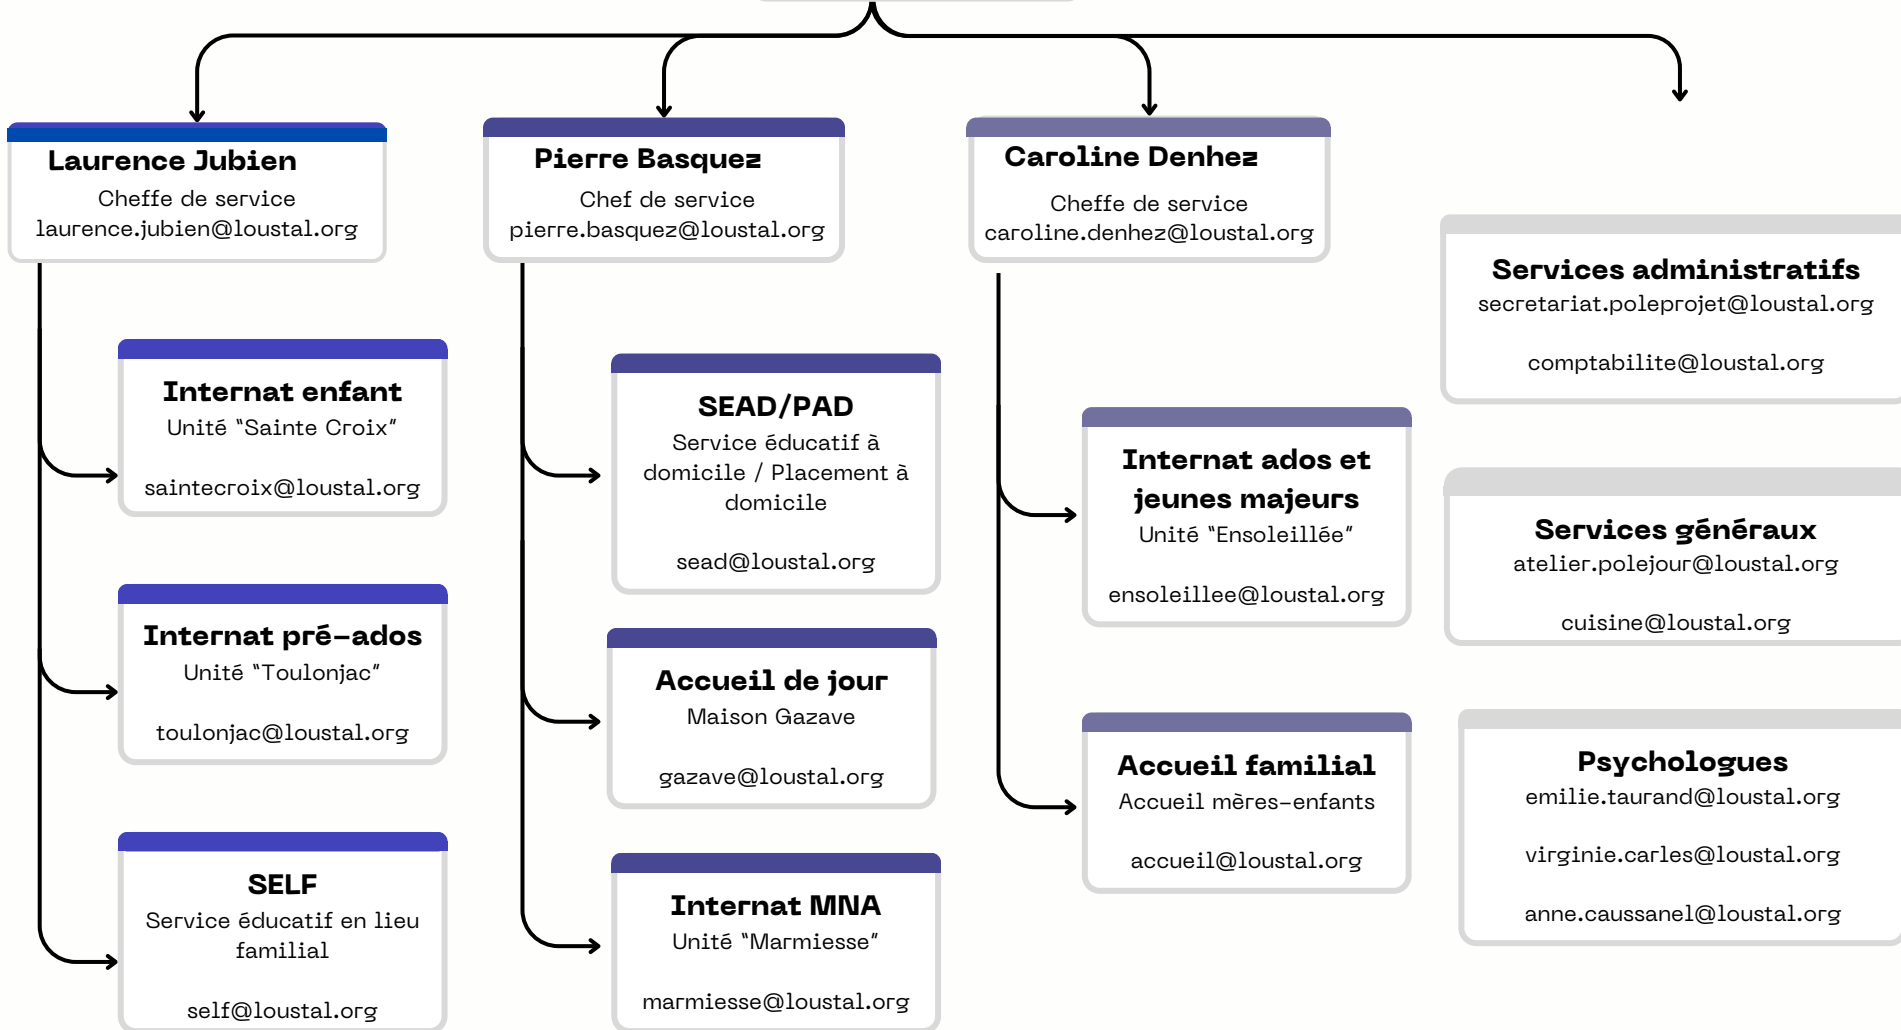 Laurence Jubien
Cheffe de service
laurence.jubien@loustal.org
Internat enfant
Unité "Sainte Croix"
saintecroix@loustal.org
Internat pré-ados
Unité "Toulonjac"
toulonjac@loustal.org
SELF
Service éducatif en lieu
familial
self@loustal.org
Pierre Basquez
Chef de service
pierre.basquez@loustal.org
SEAD/PAD
Service éducatif à
domicile / Placement à
domicile
sead@loustal.org
Accueil de jour
Maison Gazave
gazave@loustal.org
Internat MNA
Unité "Marmiesse"
marmiesse@loustal.org
Caroline Denhez
Cheffe de service
caroline.denhez@loustal.org
Internat ados et
jeunes majeurs
Unité "Ensoleillée"
ensoleillee@loustal.org
Accueil familial
Accueil mères-enfants
accueil@loustal.org
Services administratifs
secretariat.poleprojet@loustal.org
comptabilite@loustal.org
Services généraux
atelier.polejour@loustal.org
cuisine@loustal.org
Psychologues
emilie.taurand@loustal.org
virginie.carles@loustal.org
anne.caussanel@loustal.org